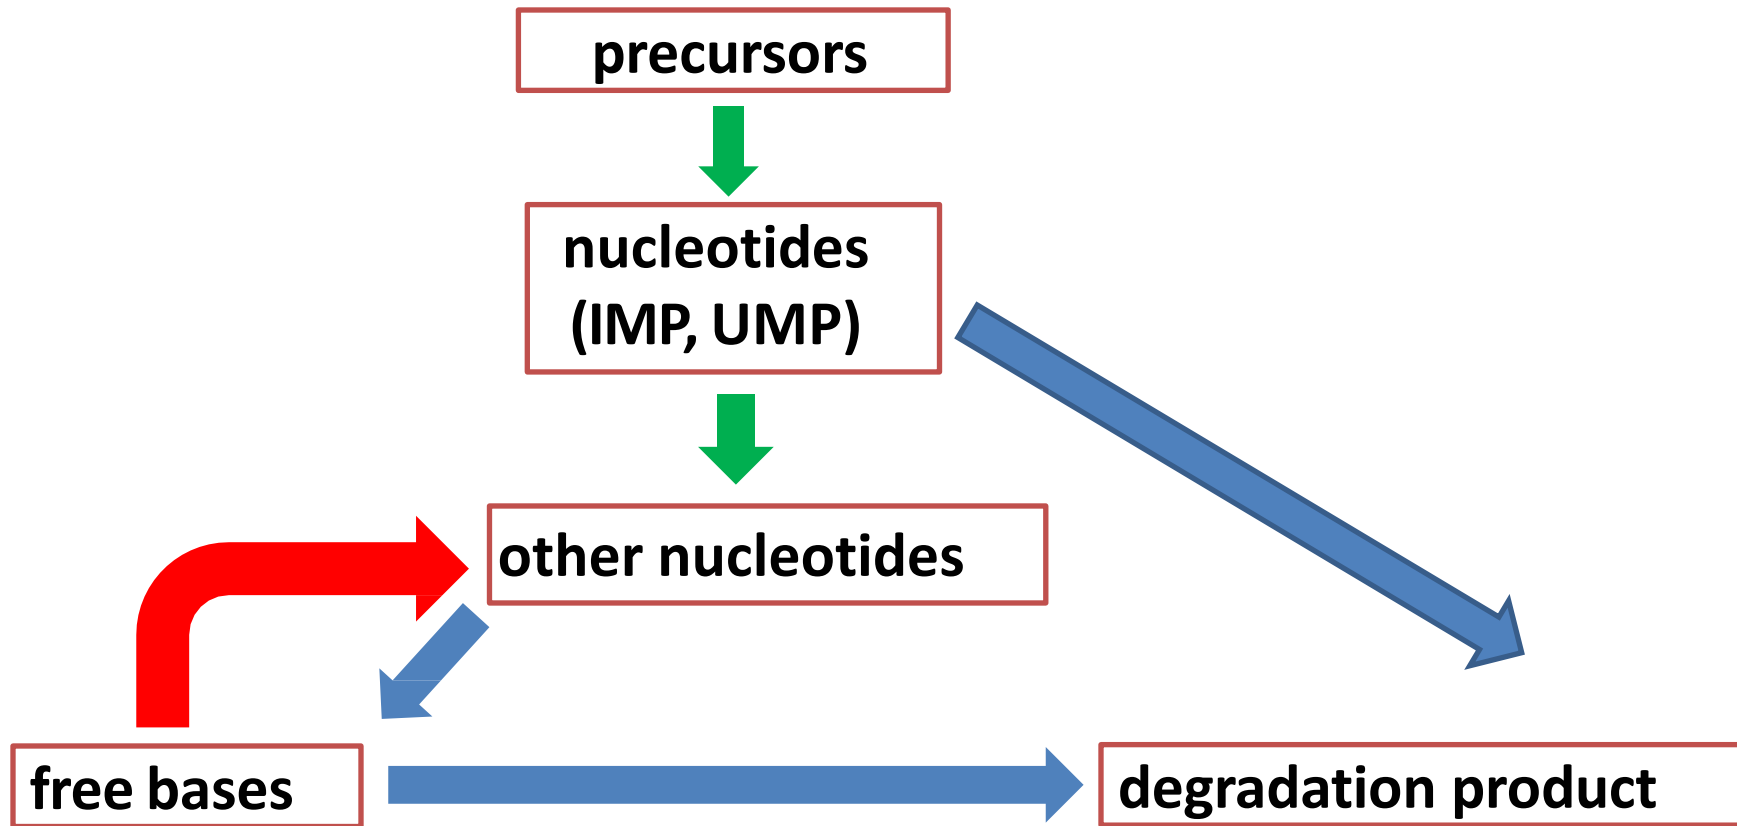 precursors
nucleotides
(IMP, UMP)
other nucleotides
free bases
degradation product